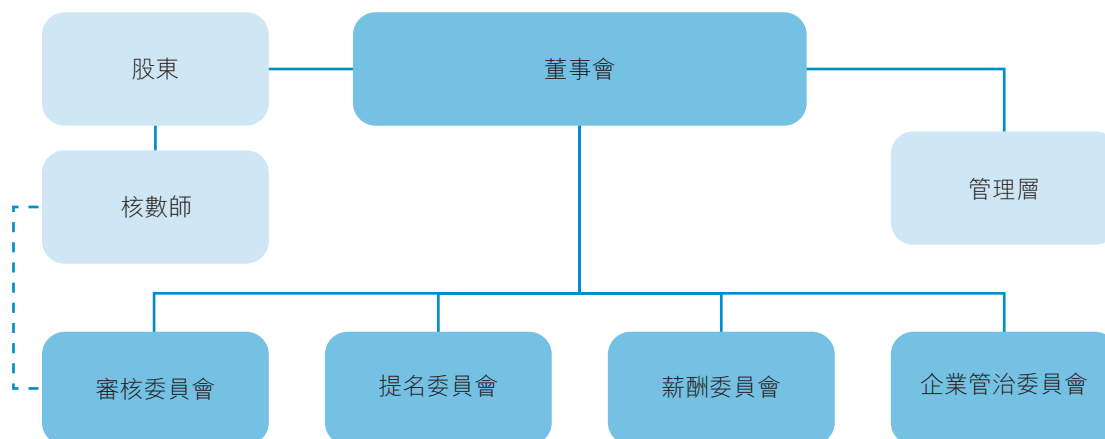 股東
董事會
核數師
管理層
審核委員會
提名委員會
薪酬委員會
企業管治委員會